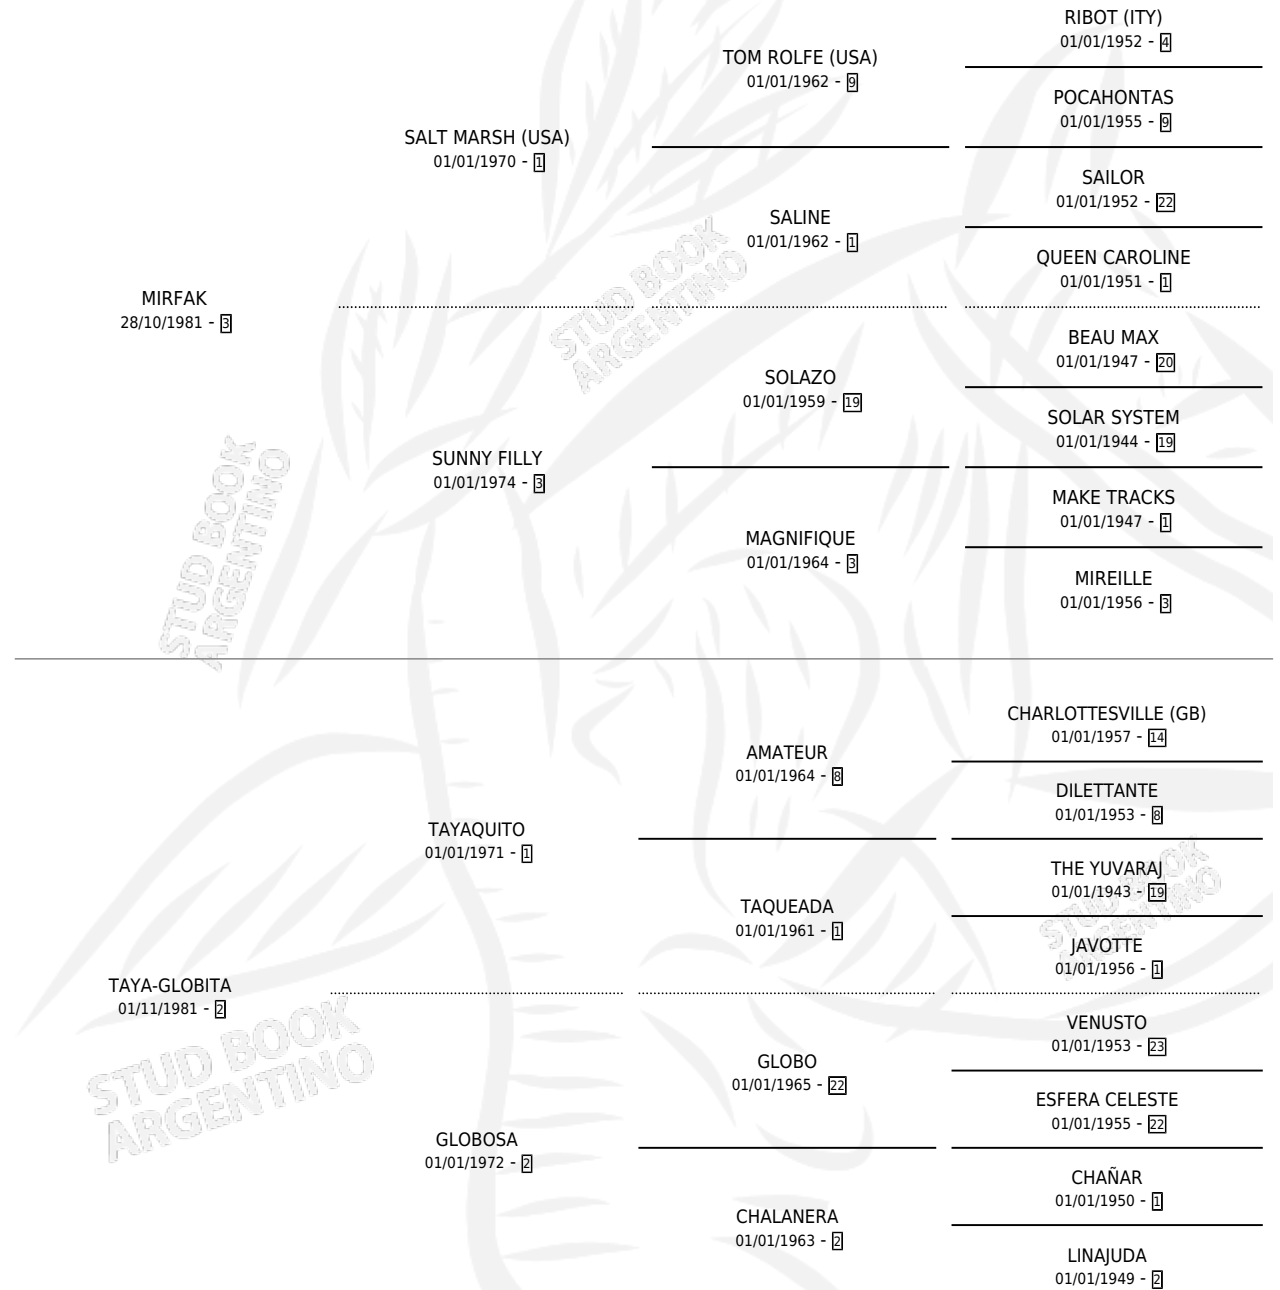 RIBOT (ITY)
01/01/1952 - 4
TOM ROLFE (USA)
01/01/1962 - 9
POCAHONTAS
01/01/1955 - 9
SALT MARSH (USA)
01/01/1970 - 1
SAILOR
01/01/1952 - 22
SALINE
01/01/1962 - 1
QUEEN CAROLINE
01/01/1951 - 1
MIRFAK
28/10/1981 - 3
STUD BOOK
ARGENTINO
BEAU MAX
01/01/1947 - 20
SOLAZO
01/01/1959 - 19
SOLAR SYSTEM
01/01/1944 - 19
SUNNY FILLY
01/01/1974 - 3
MAKE TRACKS
01/01/1947 - 1
MAGNIFIQUE
01/01/1964 - 3
MIREILLE
01/01/1956 - 3
STUD BOOK
ARGENTINO
CHARLOTTESVILLE (GB)
01/01/1957 - 14
AMATEUR
01/01/1964 - 8
DILETTANTE
01/01/1953 - 8
TAYAQUITO
01/01/1971 - 1
THE YUVARAJ
01/01/1943 - 19
TAQUEADA
01/01/1961 - 1
JAVOTTE
01/01/1956 - 1
STUD BOOK
ARGENTINO
TAYA-GLOBITA
01/11/1981 - 2
VENUSTO
01/01/1953 - 23
GLOBO
01/01/1965 - 22
ESFERA CELESTE
01/01/1955 - 22
STUD BOOK
ARGENTINO
GLOBOSA
01/01/1972 - 2
CHAÑAR
01/01/1950 - 1
CHALANERA
01/01/1963 - 2
LINAJUDA
01/01/1949 - 2